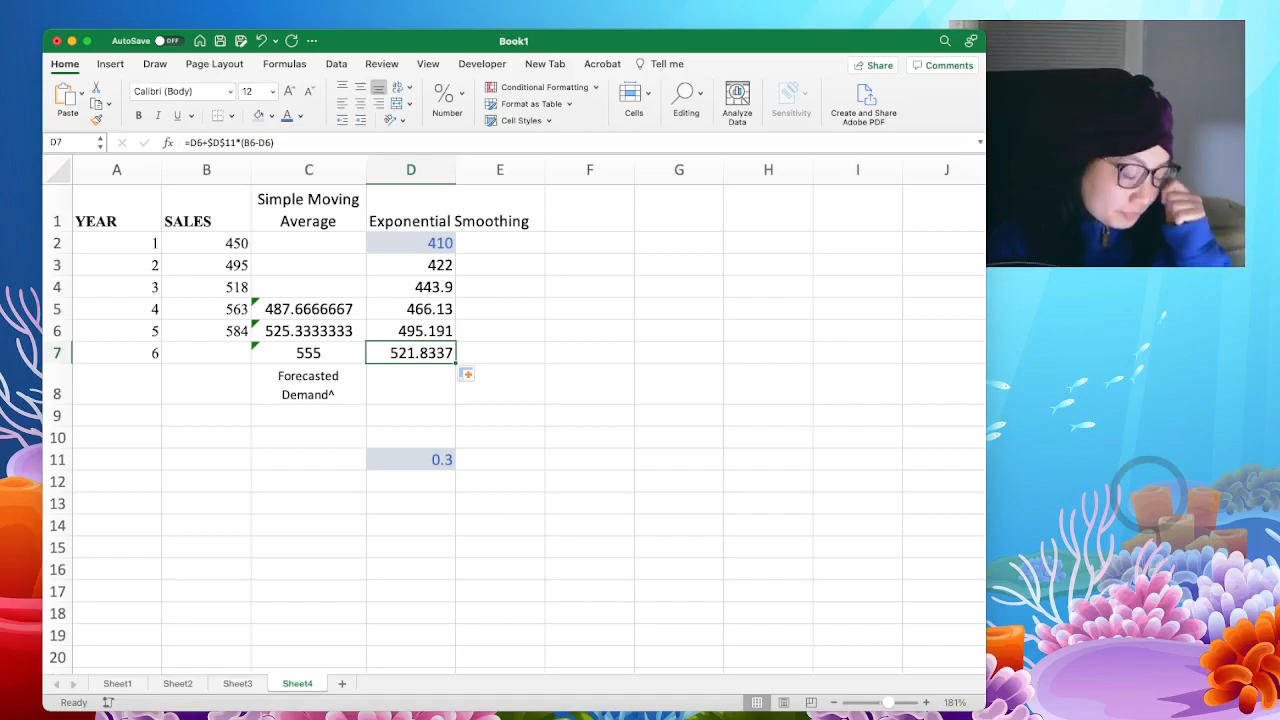 AutoSave OFF
Book1
Home Insert Draw Page Layout Formulas Data Review View Developer New Tab Acrobat Tell me
Share Comments
Paste
Calibri (Body) 12
B I U A
Number
Conditional Formatting
Format as Table
Cell Styles
Cells
Editing
Analyze Data
Sensitivity
Create and Share Adobe PDF
D7 fx =D6+$D$11*(B6-D6)
A B C D E F G H I J
1 YEAR SALES Simple Moving Average Exponential Smoothing
2 1 450 410
3 2 495 422
4 3 518 443.9
5 4 563 487.6666667 466.13
6 5 584 525.3333333 495.191
7 6 555 521.8337
8 Forecasted Demand^
9
10
11 0.3
12
13
14
15
16
17
18
19
20
Sheet1 Sheet2 Sheet3 Sheet4
Ready 181%